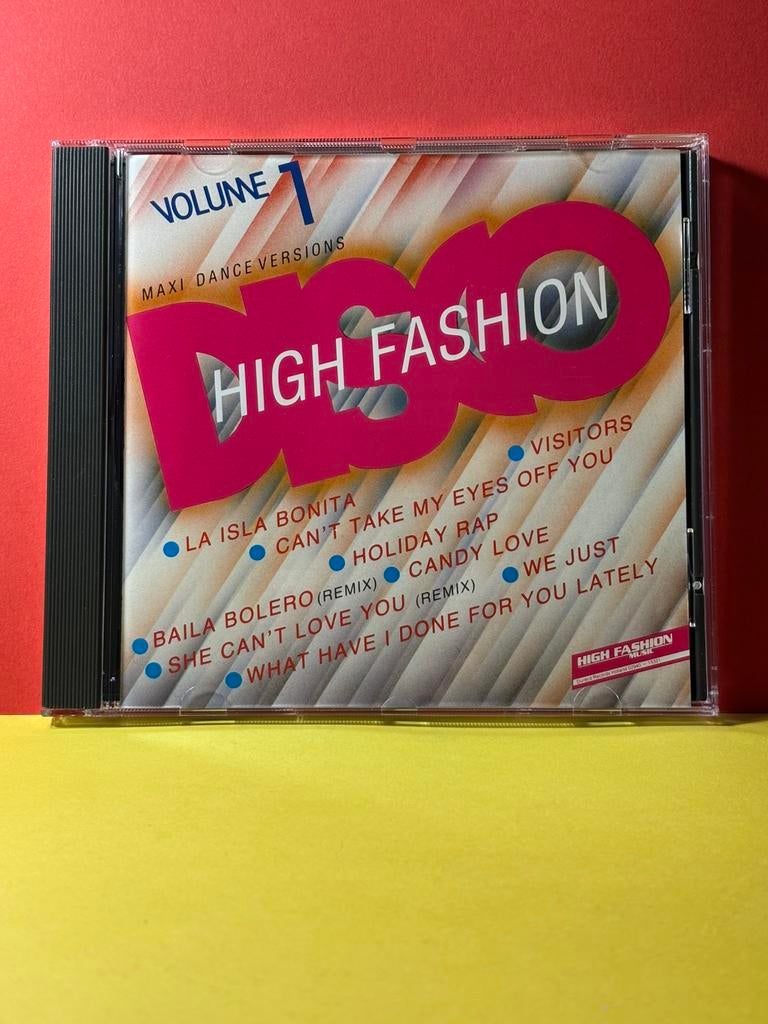 VOLUME 1
MAXI DANCE VERSIONS
DISCO
HIGH FASHION
VISITORS
LA ISLA BONITA
CAN'T TAKE MY EYES OFF YOU
HOLIDAY RAP
CANDY LOVE
WE JUST
BAILA BOLERO (REMIX)
SHE CAN'T LOVE YOU (REMIX)
WHAT HAVE I DONE FOR YOU LATELY
HIGH FASHION
MUSIC